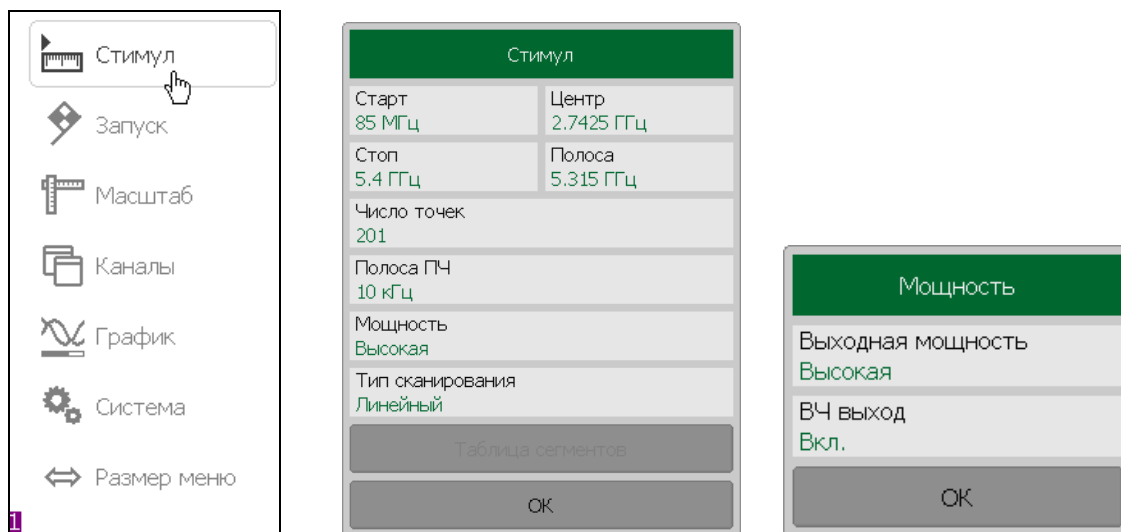 Стимул
Запуск
Масштаб
Каналы
График
Система
Размер меню
1
Стимул
Старт
85 МГц
Центр
2.7425 ГГц
Стоп
5.4 ГГц
Полоса
5.315 ГГц
Число точек
201
Полоса ПЧ
10 кГц
Мощность
Высокая
Тип сканирования
Линейный
Таблица сегментов
ОК
Мощность
Выходная мощность
Высокая
ВЧ выход
Вкл.
ОК